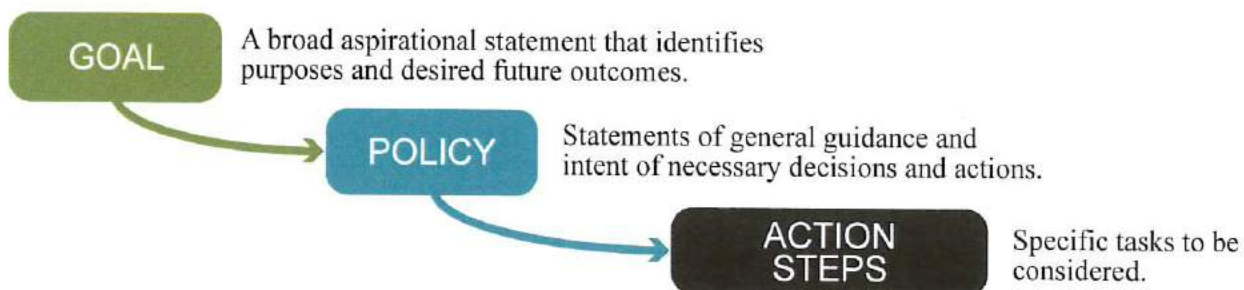 GOAL
A broad aspirational statement that identifies
purposes and desired future outcomes.
POLICY
Statements of general guidance and
intent of necessary decisions and actions.
ACTION
STEPS
Specific tasks to be
considered.